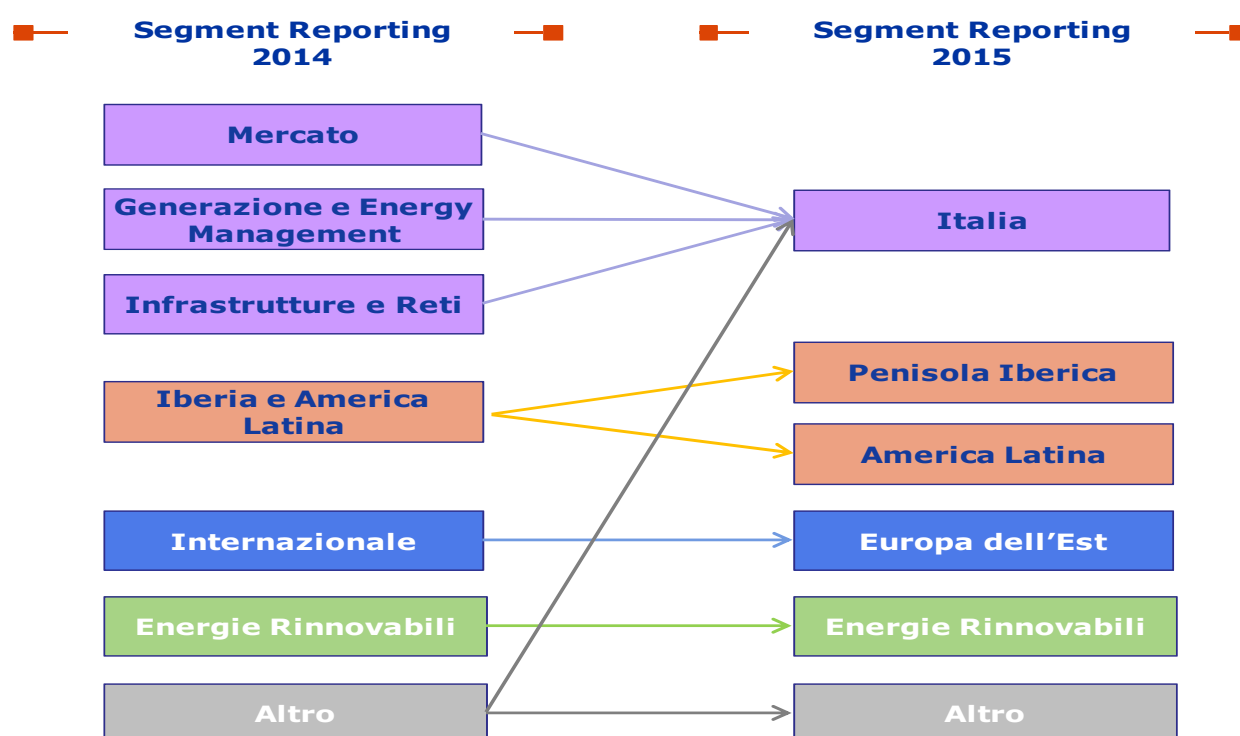 Segment Reporting
2014
Segment Reporting
2015
Mercato
Generazione e Energy
Management
Infrastrutture e Reti
Iberia e America
Latina
Internazionale
Energie Rinnovabili
Altro
Italia
Penisola Iberica
America Latina
Europa dell’Est
Energie Rinnovabili
Altro